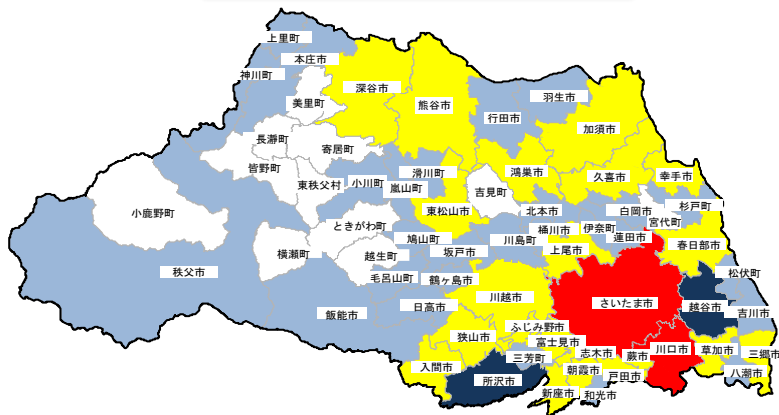 上里町
本庄市
神川町
深谷市
美里町
熊谷市
羽生市
行田市
加須市
長瀞町
寄居町
皆野町
滑川町
鴻巣市
久喜市
幸手市
東秩父村
小川町
嵐山町
吉見町
杉戸町
小鹿野町
東松山市
北本市
白岡市
宮代町
ときがわ町
桶川市
伊奈町
蓮田市
鳩山町
川島町
春日部市
横瀬町
越生町
坂戸市
上尾市
秩父市
毛呂山町
鶴ヶ島市
松伏町
川越市
さいたま市
越谷市
日高市
飯能市
吉川市
ふじみ野市
狭山市
富士見市
三芳町
志木市
蕨市
川口市
草加市
三郷市
入間市
朝霞市
戸田市
八潮市
所沢市
新座市
和光市